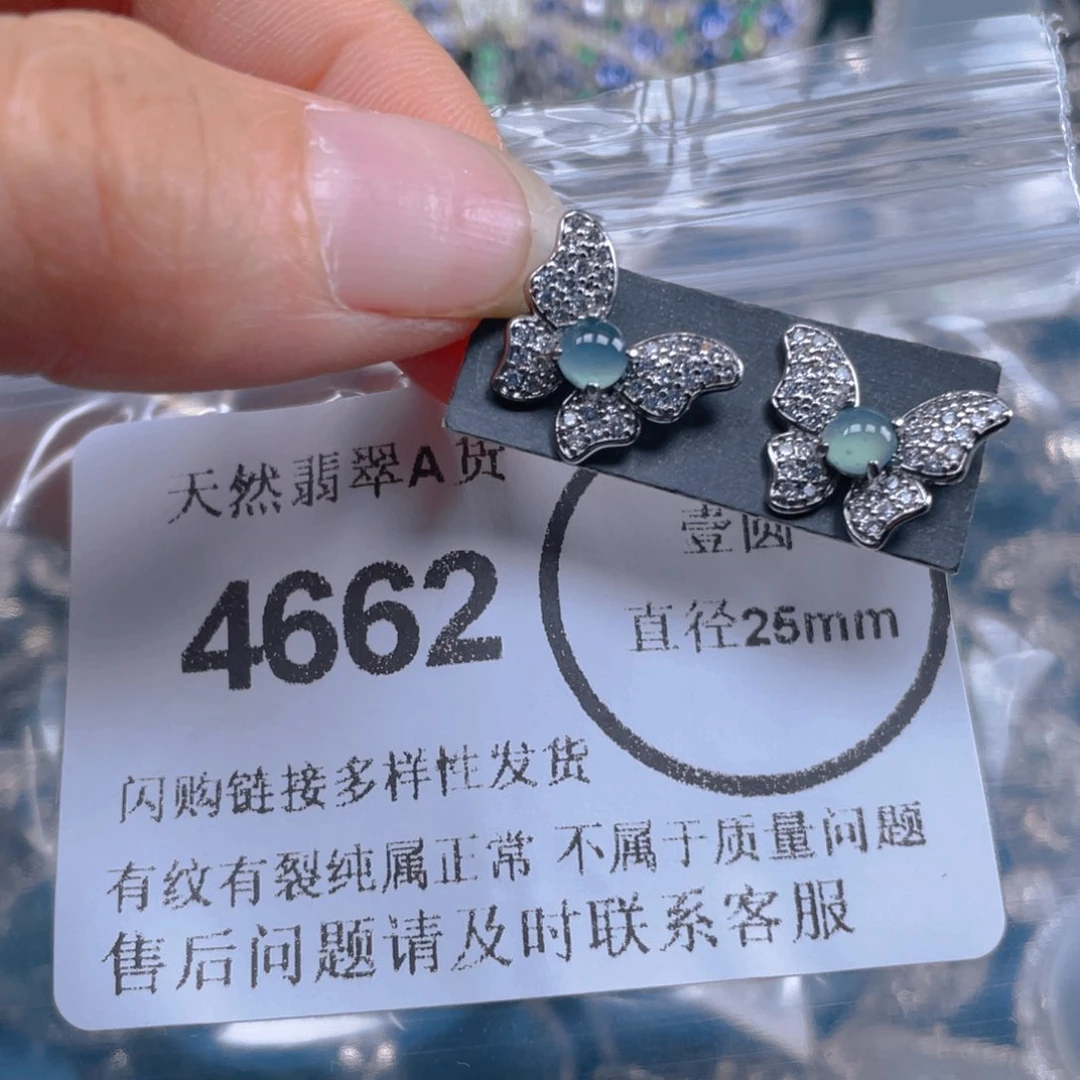 天然翡翠A货
4662
壹圆
直径25mm
闪购链接多样性发货
有纹有裂纯属正常 不属于质量问题
售后问题请及时联系客服